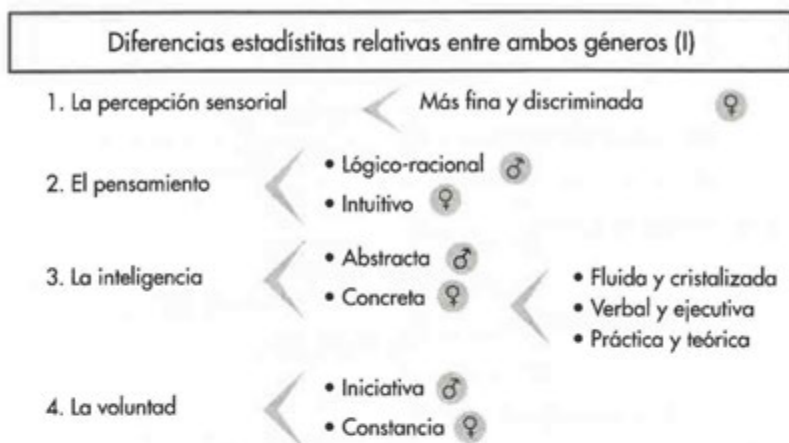 Diferencias estadístitas relativas entre ambos géneros (I)
1. La percepción sensorial
Más fina y discriminada ♀
2. El pensamiento
• Lógico-racional ♂
• Intuitivo ♀
3. La inteligencia
• Abstracta ♂
• Concreta ♀
• Fluida y cristalizada
• Verbal y ejecutiva
• Práctica y teórica
4. La voluntad
• Iniciativa ♂
• Constancia ♀